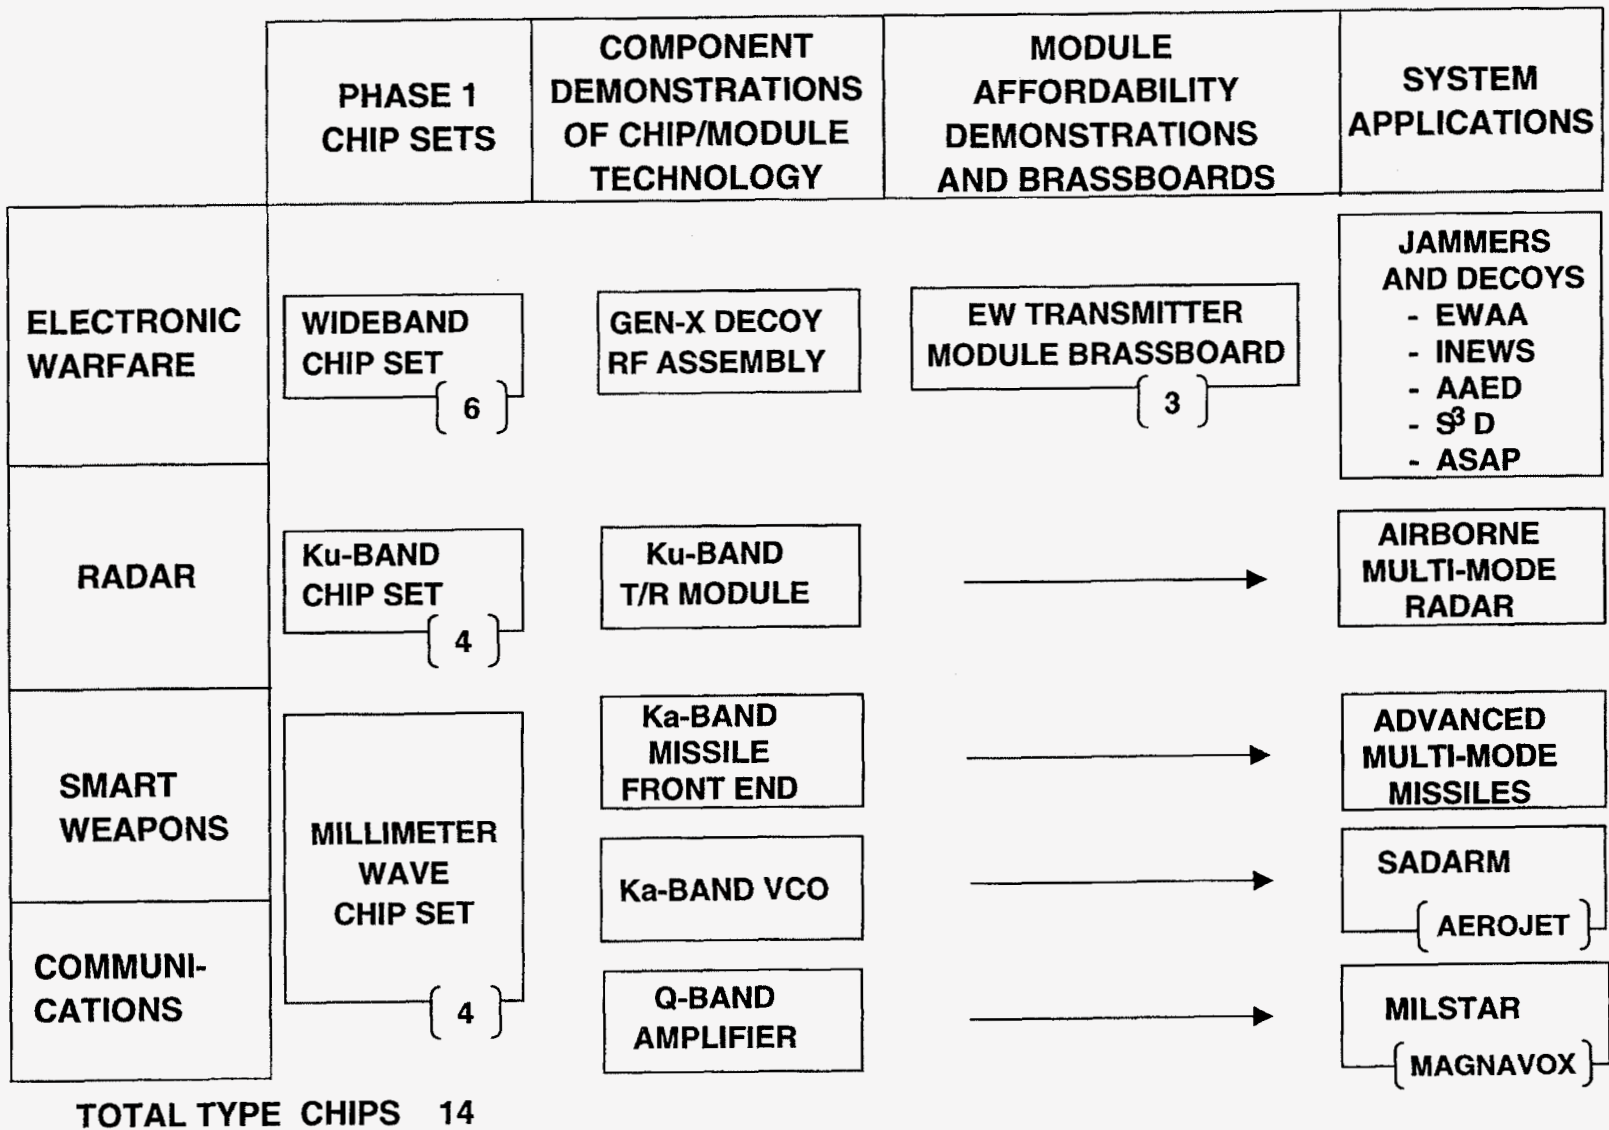 PHASE 1
CHIP SETS
COMPONENT
DEMONSTRATIONS
OF CHIP/MODULE
TECHNOLOGY
MODULE
AFFORDABILITY
DEMONSTRATIONS
AND BRASSBOARDS
SYSTEM
APPLICATIONS
ELECTRONIC
WARFARE
WIDEBAND
CHIP SET
6
GEN-X DECOY
RF ASSEMBLY
EW TRANSMITTER
MODULE BRASSBOARD
3
JAMMERS
AND DECOYS
- EWAA
- INEWS
- AAED
- S³ D
- ASAP
RADAR
Ku-BAND
CHIP SET
4
Ku-BAND
T/R MODULE
AIRBORNE
MULTI-MODE
RADAR
SMART
WEAPONS
MILLIMETER
WAVE
CHIP SET
4
Ka-BAND
MISSILE
FRONT END
ADVANCED
MULTI-MODE
MISSILES
Ka-BAND VCO
SADARM
AEROJET
COMMUNI-
CATIONS
Q-BAND
AMPLIFIER
MILSTAR
MAGNAVOX
TOTAL TYPE CHIPS 14